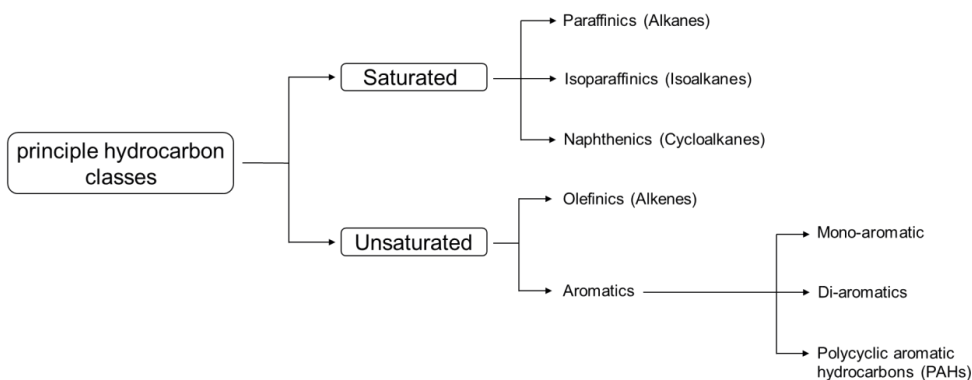 Paraffinics (Alkanes)
Saturated
Isoparaffinics (Isoalkanes)
Naphthenics (Cycloalkanes)
principle hydrocarbon
classes
Olefinics (Alkenes)
Unsaturated
Aromatics
Mono-aromatic
Di-aromatics
Polycyclic aromatic
hydrocarbons (PAHs)